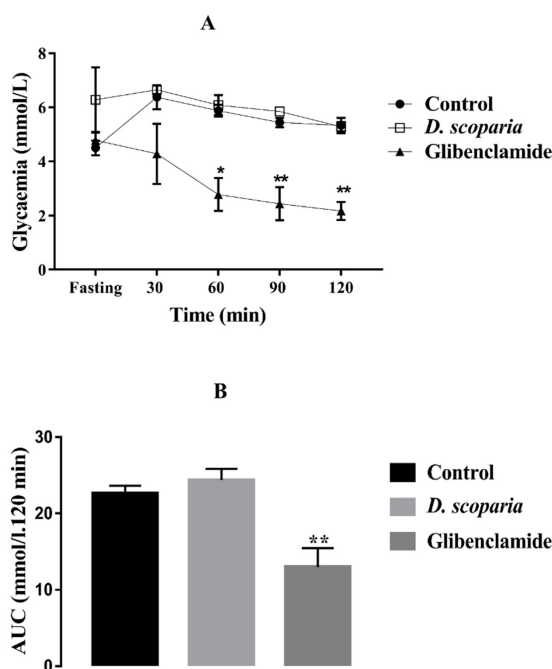 A
Glycaemia (mmol/L)
8
6
4
2
0
*
**
**
Fasting 30 60 90 120
Time (min)
Control
D. scoparia
Glibenclamide
B
AUC (mmol/l.120 min)
30
20
10
0
**
Control
D. scoparia
Glibenclamide